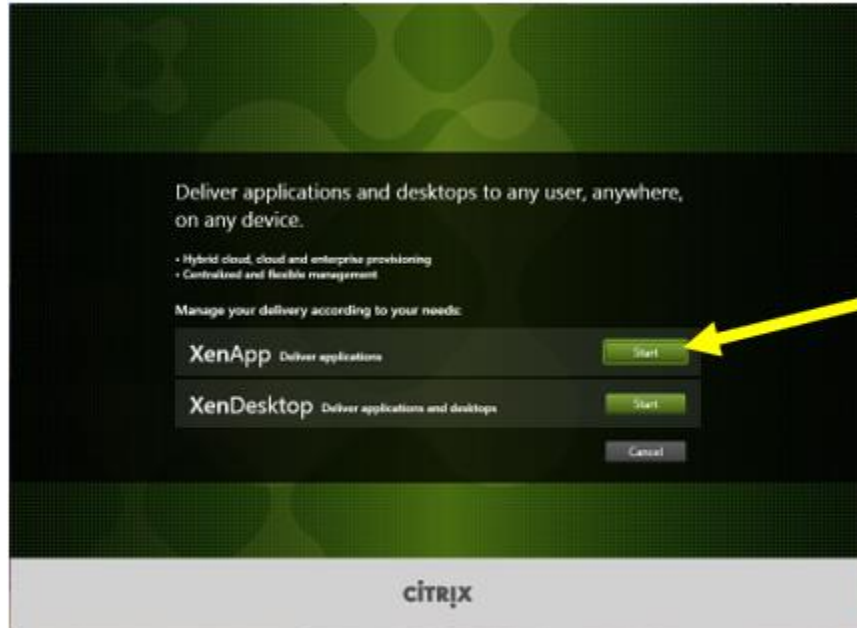 Deliver applications and desktops to any user, anywhere,
on any device.
• Hybrid cloud, cloud and enterprise provisioning
• Centralized and flexible management
Manage your delivery according to your needs:
XenApp Deliver applications Start
XenDesktop Deliver applications and desktops Start
Cancel
CİTRIX